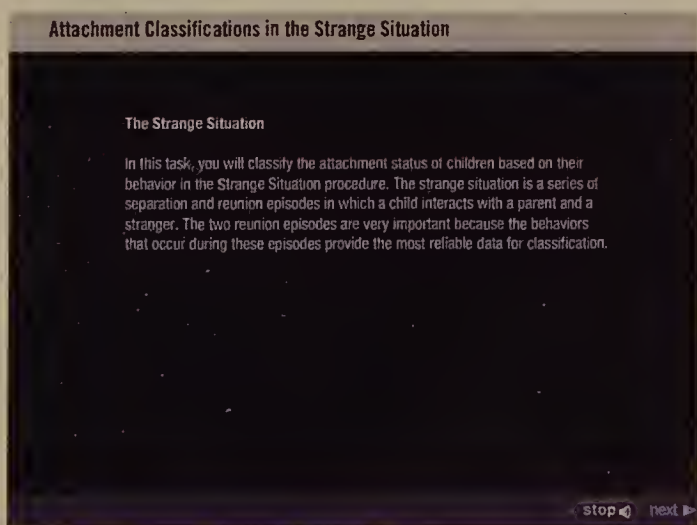 Attachment Classifications in the Strange Situation
The Strange Situation
In this task, you will classify the attachment status of children based on their
behavior in the Strange Situation procedure. The strange situation is a series of
separation and reunion episodes in which a child interacts with a parent and a
stranger. The two reunion episodes are very important because the behaviors
that occur during these episodes provide the most reliable data for classification.
stop next